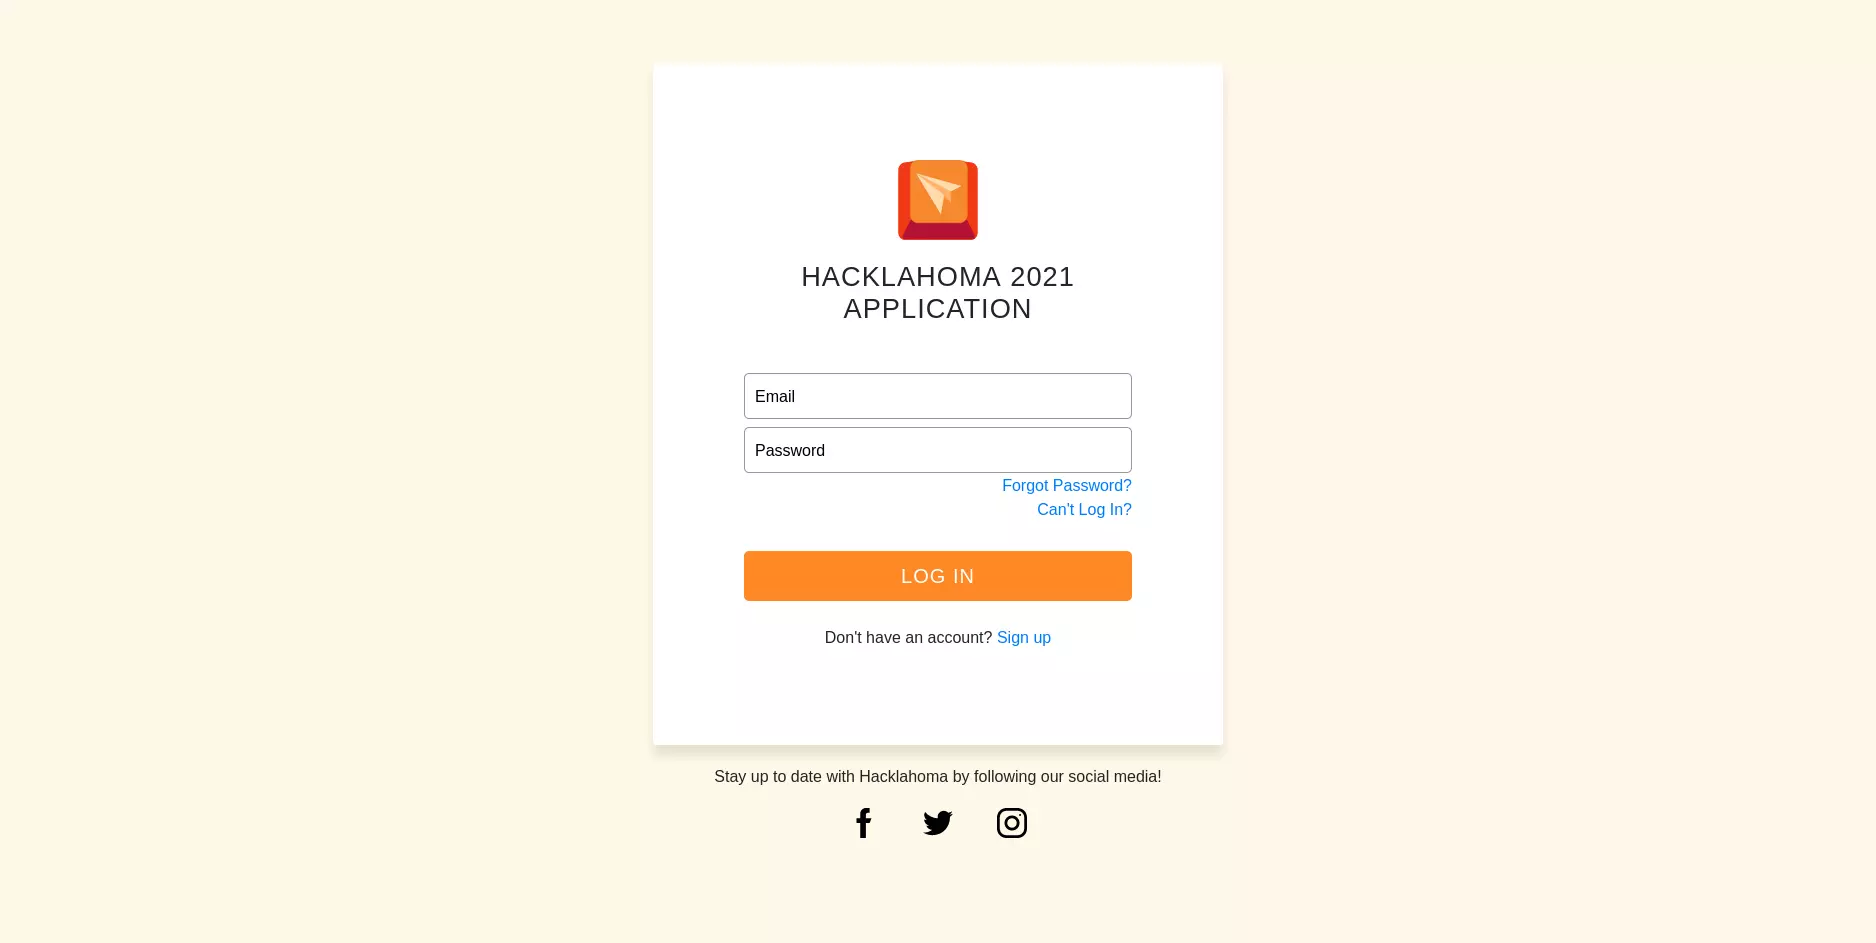 HACKLAHOMA 2021
APPLICATION
Email
Password
Forgot Password?
Can't Log In?
LOG IN
Don't have an account? Sign up
Stay up to date with Hacklahoma by following our social media!